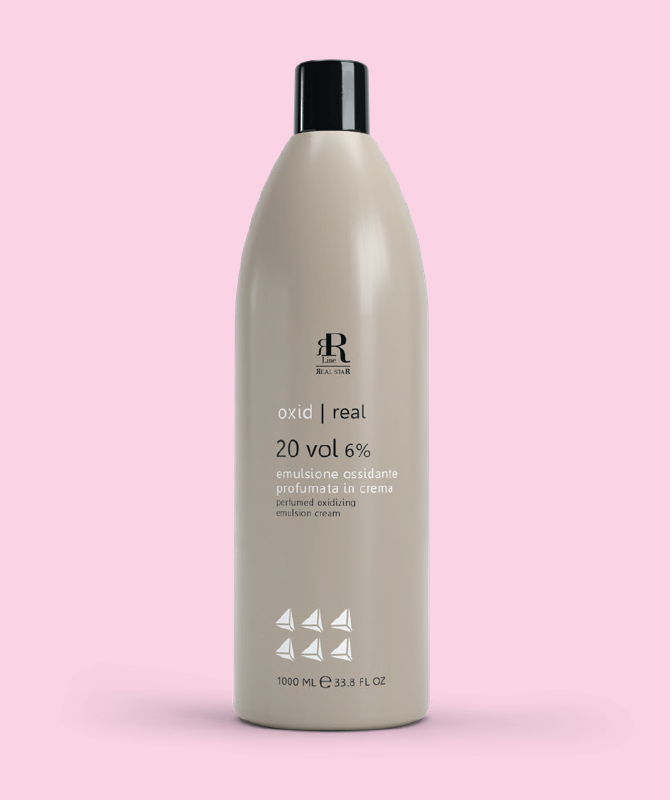 RR
Line
REAL STAR
oxid | real
20 vol 6%
emulsione ossidante
profumata in crema
perfumed oxidizing
emulsion cream
1000 ML ℮ 33.8 FL OZ